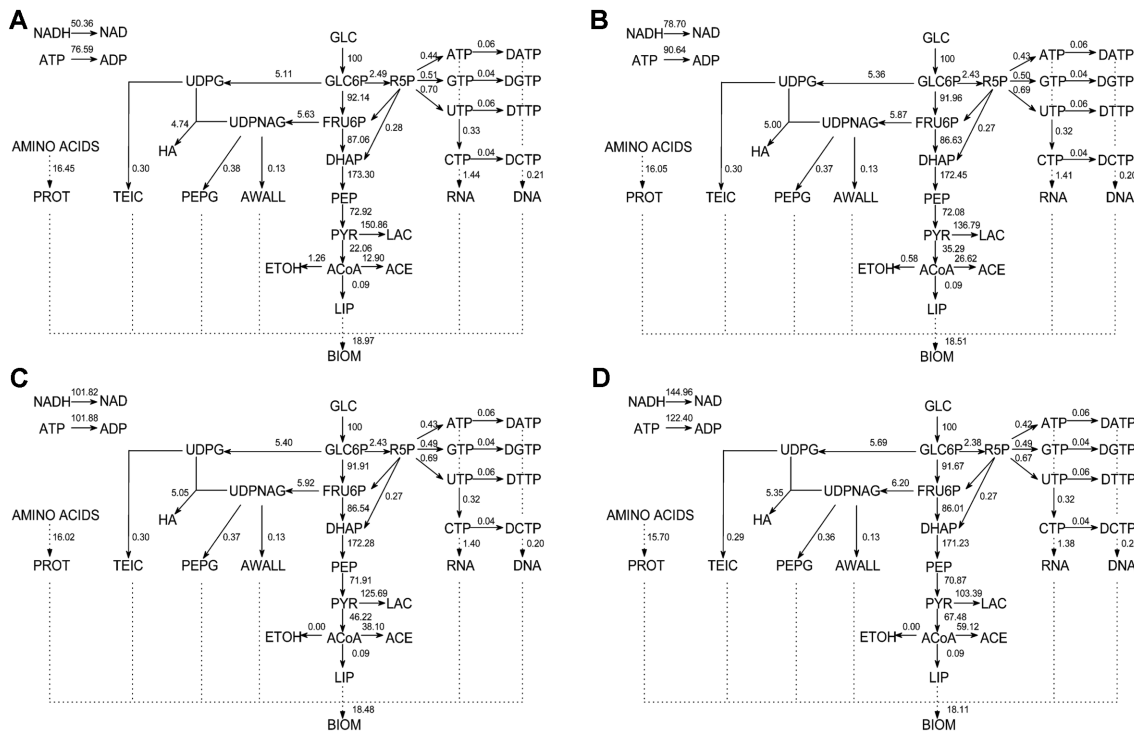 A
NADH 50.36 NAD
ATP 76.59 ADP
GLC
100
UDPG 5.11 GLC6P 2.49 R5P
0.44 ATP 0.06 DATP
0.51 GTP 0.04 DGTP
0.70 UTP 0.06 DTTP
92.14
4.74 UDPNAG 5.63 FRU6P
0.28
0.33
87.06
AMINO ACIDS
HA
DHAP
CTP 0.04 DCTP
16.45
0.30
0.38
0.13
173.30
1.44
0.21
PROT TEIC PEPG AWALL PEP RNA DNA
72.92
PYR 150.86 LAC
22.06
ETOH 1.26 ACoA 12.90 ACE
0.09
LIP
18.97
BIOM
B
NADH 78.70 NAD
ATP 90.64 ADP
GLC
100
UDPG 5.36 GLC6P 2.43 R5P
0.43 ATP 0.06 DATP
0.50 GTP 0.04 DGTP
0.69 UTP 0.06 DTTP
91.96
5.00 UDPNAG 5.87 FRU6P
0.27
0.32
86.63
AMINO ACIDS
HA
DHAP
CTP 0.04 DCTP
16.05
0.30
0.37
0.13
172.45
1.41
0.20
PROT TEIC PEPG AWALL PEP RNA DNA
72.08
PYR 136.79 LAC
35.29
ETOH 0.58 ACoA 26.62 ACE
0.09
LIP
18.51
BIOM
C
NADH 101.82 NAD
ATP 101.88 ADP
GLC
100
UDPG 5.40 GLC6P 2.43 R5P
0.43 ATP 0.06 DATP
0.49 GTP 0.04 DGTP
0.69 UTP 0.06 DTTP
91.91
5.05 UDPNAG 5.92 FRU6P
0.27
0.32
86.54
AMINO ACIDS
HA
DHAP
CTP 0.04 DCTP
16.02
0.30
0.37
0.13
172.28
1.40
0.20
PROT TEIC PEPG AWALL PEP RNA DNA
71.91
PYR 125.69 LAC
46.22
ETOH 0.00 ACoA 38.10 ACE
0.09
LIP
18.48
BIOM
D
NADH 144.96 NAD
ATP 122.40 ADP
GLC
100
UDPG 5.69 GLC6P 2.38 R5P
0.42 ATP 0.06 DATP
0.49 GTP 0.04 DGTP
0.67 UTP 0.06 DTTP
91.67
5.35 UDPNAG 6.20 FRU6P
0.27
0.32
86.01
AMINO ACIDS
HA
DHAP
CTP 0.04 DCTP
15.70
0.29
0.36
0.13
171.23
1.38
0.2
PROT TEIC PEPG AWALL PEP RNA DNA
70.87
PYR 103.39 LAC
67.48
ETOH 0.00 ACoA 59.12 ACE
0.09
LIP
18.11
BIOM